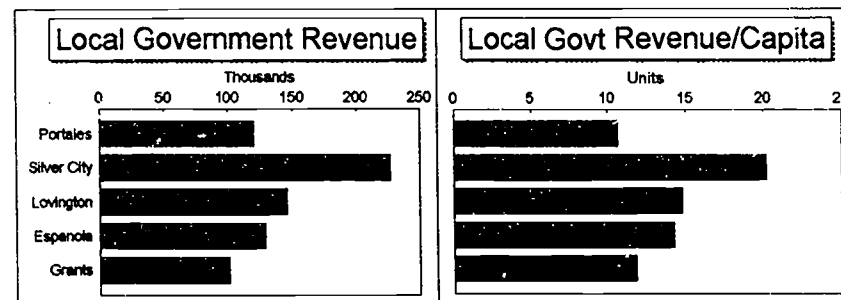 Local Government Revenue
Thousands
0 50 100 150 200 250
Portales
Silver City
Lovington
Espanola
Grants
Local Govt Revenue/Capita
Units
0 5 10 15 20 25